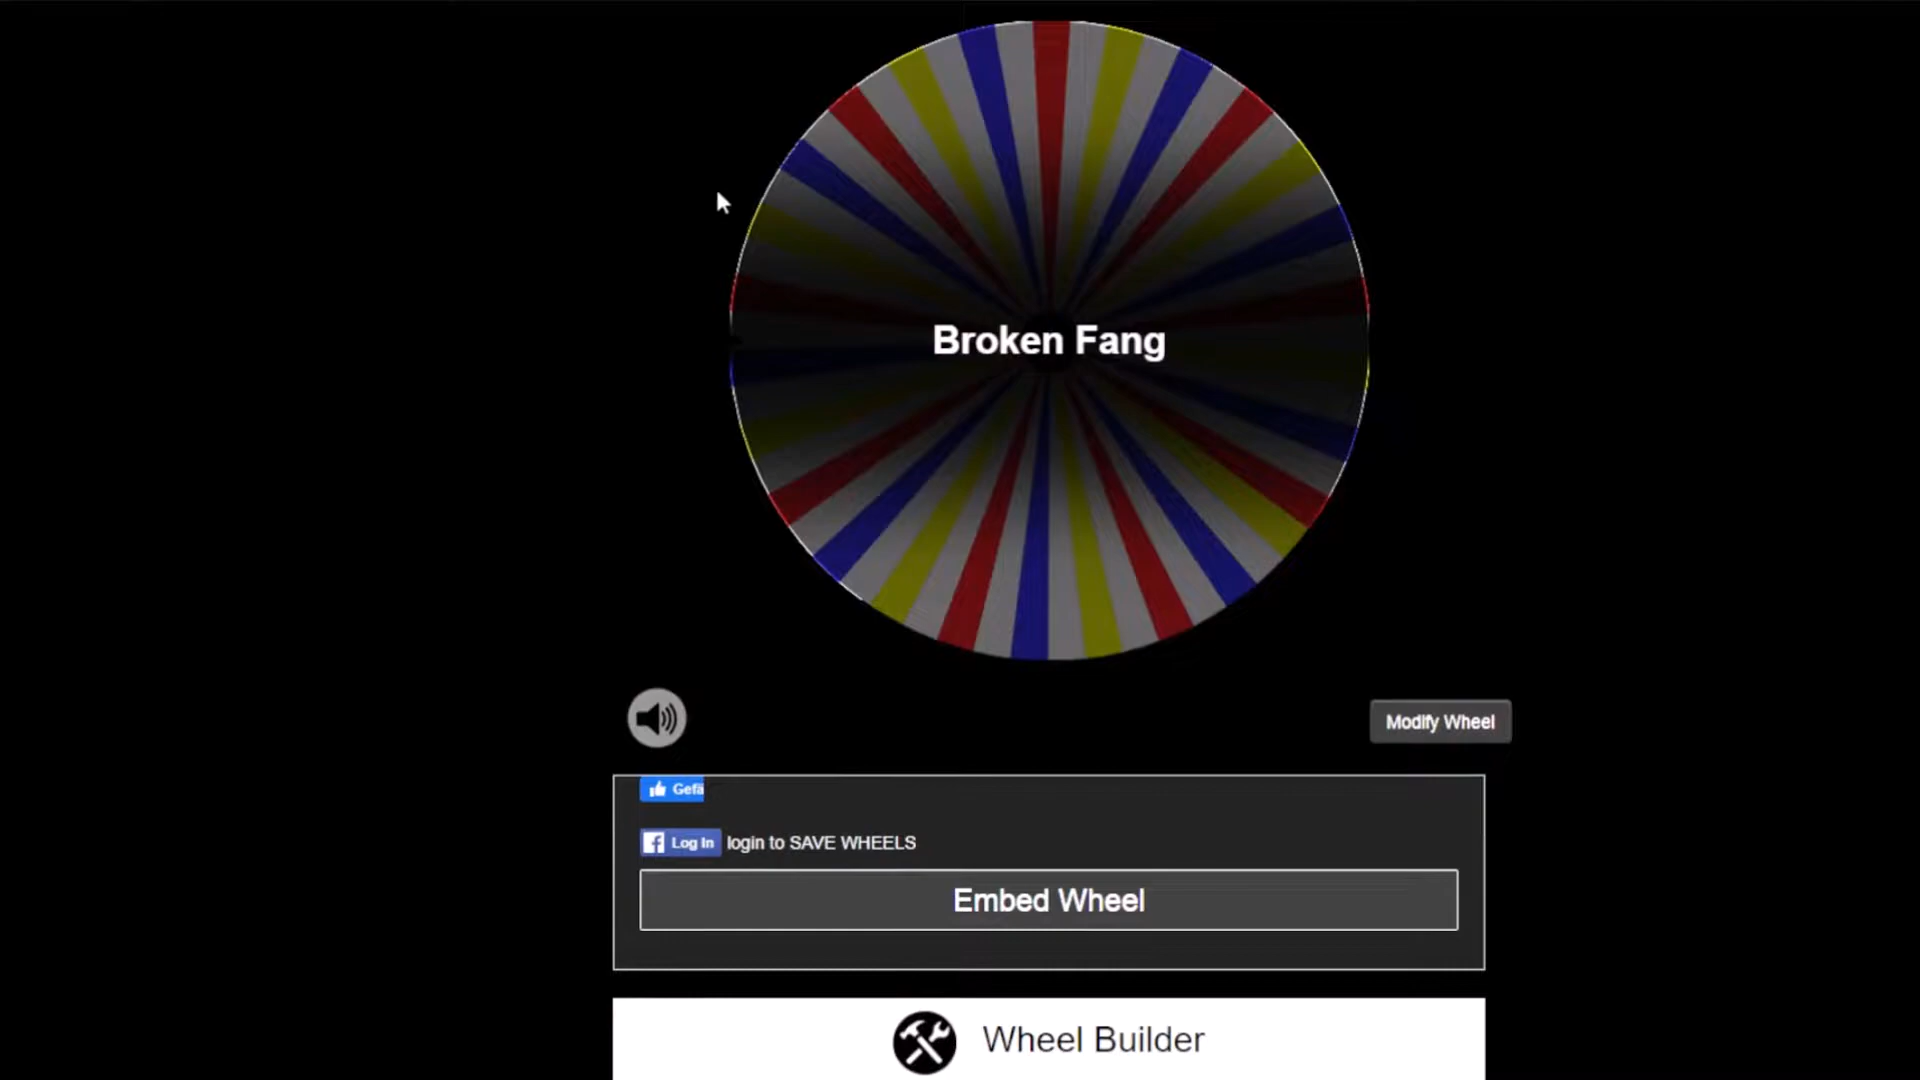 Broken Fang
Modify Wheel
Gefä
Log In login to SAVE WHEELS
Embed Wheel
Wheel Builder